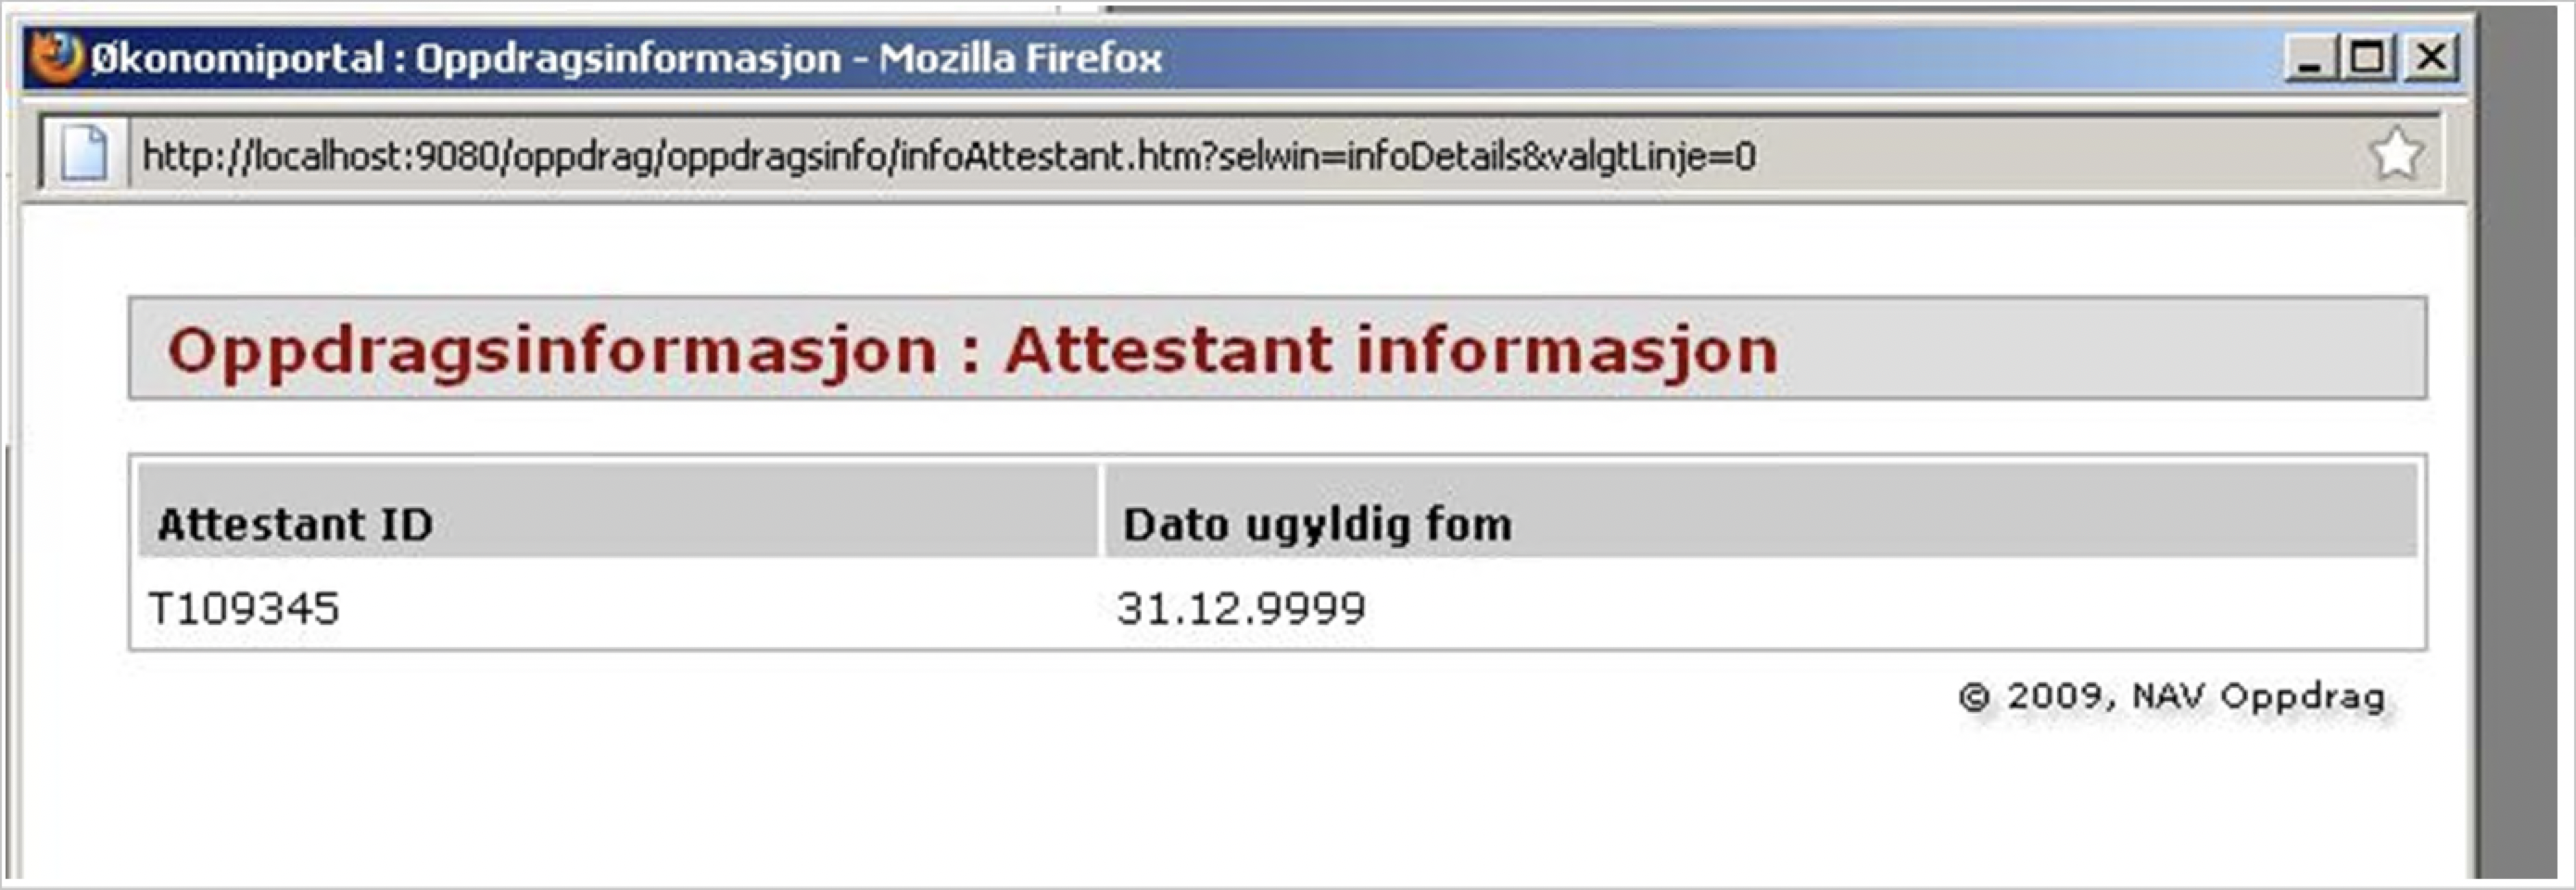 Økonomiportal : Oppdragsinformasjon - Mozilla Firefox
http://localhost:9080/oppdrag/oppdragsinfo/infoAttestant.htm?selwin=infoDetails&valgtLinje=0
Oppdragsinformasjon : Attestant informasjon
Attestant ID Dato ugyldig fom
T109345 31.12.9999
© 2009, NAV Oppdrag